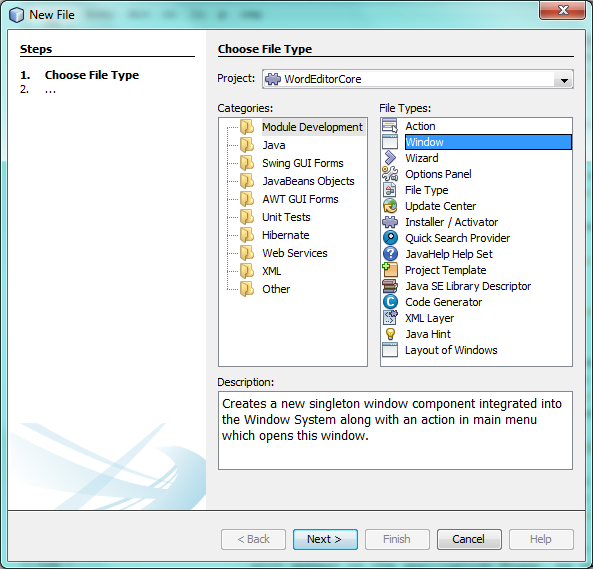 New File
Steps
1. Choose File Type
2. ...
Choose File Type
Project: WordEditorCore
Categories:
Module Development
Java
Swing GUI Forms
JavaBeans Objects
AWT GUI Forms
Unit Tests
Hibernate
Web Services
XML
Other
File Types:
Action
Window
Wizard
Options Panel
File Type
Update Center
Installer / Activator
Quick Search Provider
JavaHelp Help Set
Project Template
Java SE Library Descriptor
Code Generator
XML Layer
Java Hint
Layout of Windows
Description:
Creates a new singleton window component integrated into
the Window System along with an action in main menu
which opens this window.
< Back
Next >
Finish
Cancel
Help